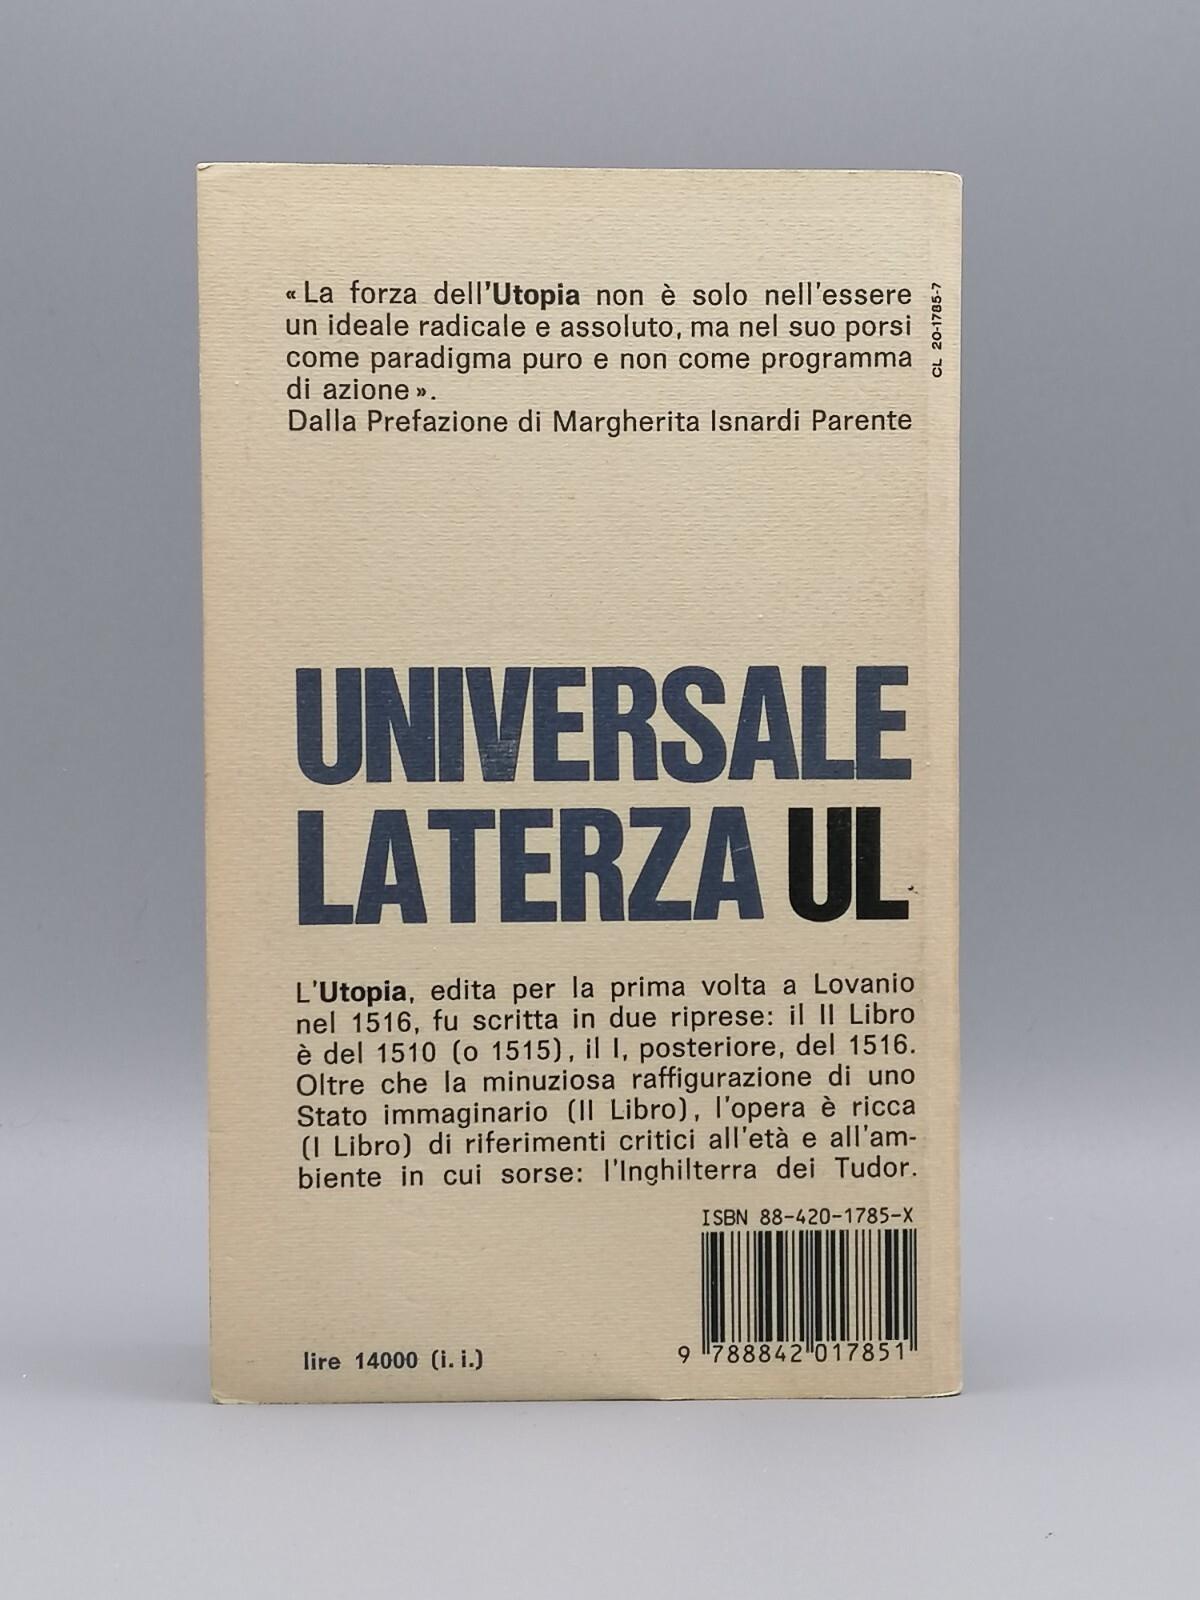 « La forza dell'Utopia non è solo nell'essere
un ideale radicale e assoluto, ma nel suo porsi
come paradigma puro e non come programma
di azione ».
Dalla Prefazione di Margherita Isnardi Parente
CL 20-1785-7
UNIVERSALE
LATERZA UL
L'Utopia, edita per la prima volta a Lovanio
nel 1516, fu scritta in due riprese: il II Libro
è del 1510 (o 1515), il I, posteriore, del 1516.
Oltre che la minuziosa raffigurazione di uno
Stato immaginario (II Libro), l'opera è ricca
(I Libro) di riferimenti critici all'età e all'am-
biente in cui sorse: l'Inghilterra dei Tudor.
ISBN 88-420-1785-X
9 788842 017851
lire 14000 (i. i.)